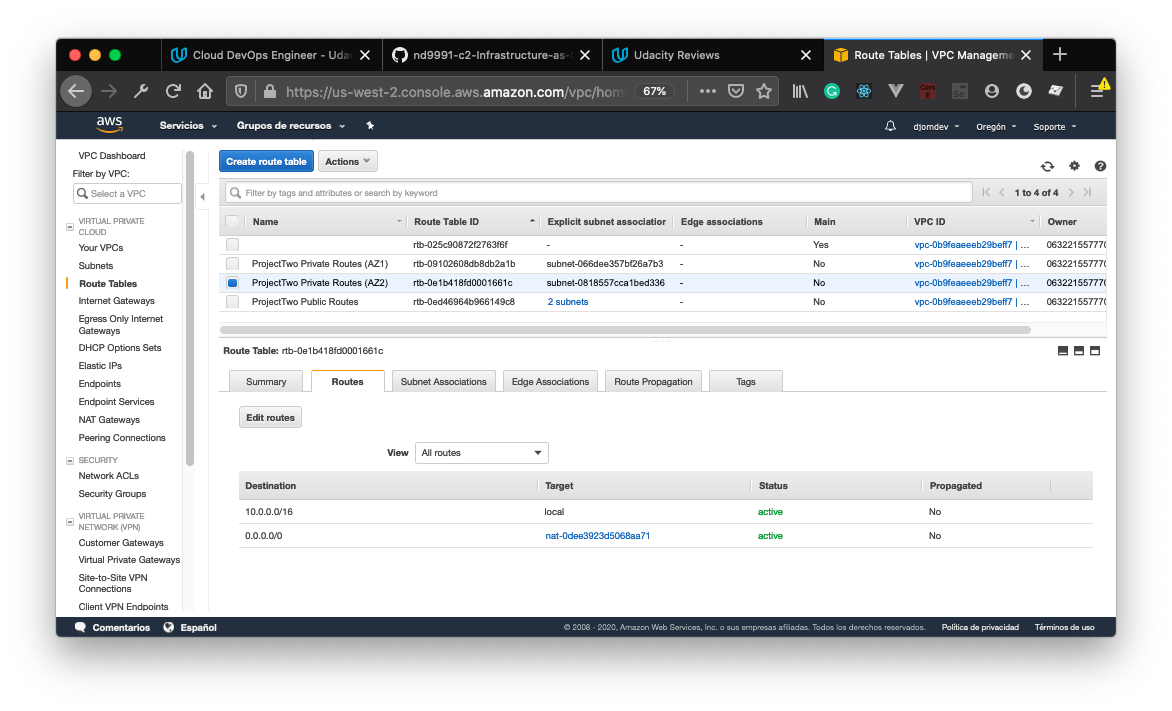 Cloud DevOps Engineer - Uda
nd9991-c2-Infrastructure-as-
Udacity Reviews
Route Tables | VPC Manageme
https://us-west-2.console.aws.amazon.com/vpc/hom
67%
aws
Servicios
Grupos de recursos
djomdev
Oregón
Soporte
VPC Dashboard
Filter by VPC:
Select a VPC
VIRTUAL PRIVATE
CLOUD
Your VPCs
Subnets
Route Tables
Internet Gateways
Egress Only Internet
Gateways
DHCP Options Sets
Elastic IPs
Endpoints
Endpoint Services
NAT Gateways
Peering Connections
SECURITY
Network ACLs
Security Groups
VIRTUAL PRIVATE
NETWORK (VPN)
Customer Gateways
Virtual Private Gateways
Site-to-Site VPN
Connections
Client VPN Endpoints
Create route table
Actions
Filter by tags and attributes or search by keyword
1 to 4 of 4
Name Route Table ID Explicit subnet association Edge associations Main VPC ID Owner
rtb-025c90872f2763f6f - - Yes vpc-0b9feaeeeb29beff7 | ... 063221557770
ProjectTwo Private Routes (AZ1) rtb-09102608db8db2a1b subnet-066dee357bf26a7b3 - No vpc-0b9feaeeeb29beff7 | ... 063221557770
ProjectTwo Private Routes (AZ2) rtb-0e1b418fd0001661c subnet-0818557cca1bed336 - No vpc-0b9feaeeeb29beff7 | ... 063221557770
ProjectTwo Public Routes rtb-0ed46964b966149c8 2 subnets - No vpc-0b9feaeeeb29beff7 | ... 063221557770
Route Table: rtb-0e1b418fd0001661c
Summary
Routes
Subnet Associations
Edge Associations
Route Propagation
Tags
Edit routes
View All routes
Destination Target Status Propagated
10.0.0.0/16 local active No
0.0.0.0/0 nat-0dee3923d5068aa71 active No
Comentarios
Español
© 2008 - 2020, Amazon Web Services, Inc. o sus empresas afiliadas. Todos los derechos reservados.
Política de privacidad
Términos de uso